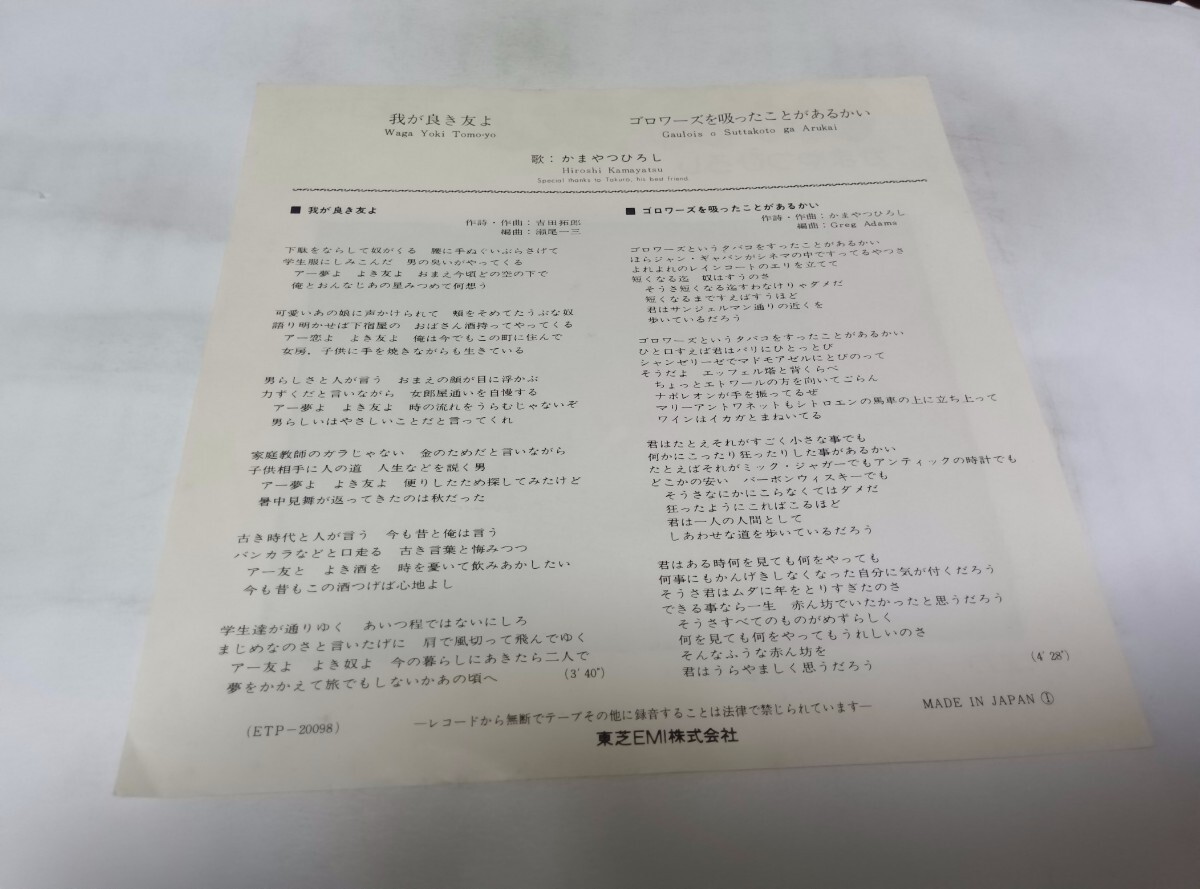 我が良き友よ
Waga Yoki Tomo-yo
ゴロワーズを吸ったことがあるかい
Gaulois o Suttakoto ga Arukai
歌：かまやつひろし
Hiroshi Kamayatsu
Special thanks to Takuro, his best friend.
■ 我が良き友よ
作詩・作曲：吉田拓郎
編曲：瀬尾一三
下駄をならして奴がくる　腰に手ぬぐいぶらさげて
学生服にしみこんだ　男の臭いがやってくる
アー夢よ　よき友よ　おまえ今頃どの空の下で
俺とおんなじあの星みつめて何想う
可愛いあの娘に声かけられて　頬をそめてたうぶな奴
語り明かせば下宿屋の　おばさん酒持ってやってくる
アー恋よ　よき友よ　俺は今でもこの町に住んで
女房，子供に手を焼きながらも生きている
男らしさと人が言う　おまえの顔が目に浮かぶ
力ずくだと言いながら　女郎屋通いを自慢する
アー夢よ　よき友よ　時の流れをうらむじゃないぞ
男らしいはやさしいことだと言ってくれ
家庭教師のガラじゃない　金のためだと言いながら
子供相手に人の道　人生などを説く男
アー夢よ　よき友よ　便りしたため探してみたけど
暑中見舞が返ってきたのは秋だった
古き時代と人が言う　今も昔と俺は言う
バンカラなどと口走る　古き言葉と悔みつつ
アー友と　よき酒を　時を憂いて飲みあかしたい
今も昔もこの酒つげば心地よし
学生達が通りゆく　あいつ程ではないにしろ
まじめなのさと言いたげに　肩で風切って飛んでゆく
アー友よ　よき奴よ　今の暮らしにあきたら二人で
夢をかかえて旅でもしないかあの頃へ
(3′40″)
■ ゴロワーズを吸ったことがあるかい
作詩・作曲：かまやつひろし
編曲：Greg Adams
ゴロワーズというタバコをすったことがあるかい
ほらジャン・ギャバンがシネマの中ですってるやつさ
よれよれのレインコートのエリを立てて
短くなる迄　奴はすうのさ
そうさ短くなる迄すわなけりゃダメだ
短くなるまですえばすうほど
君はサンジェルマン通りの近くを
歩いているだろう
ゴロワーズというタバコをすったことがあるかい
ひと口すえば君はパリにひとっとび
シャンゼリーゼでマドモアゼルにとびのって
そうだよ　エッフェル塔と背くらべ
ちょっとエトワールの方を向いてごらん
ナポレオンが手を振ってるぜ
マリーアントワネットもシトロエンの馬車の上に立ち上って
ワインはイカガとまねいてる
君はたとえそれがすごく小さな事でも
何かにこったり狂ったりした事があるかい
たとえばそれがミック・ジャガーでもアンティックの時計でも
どこかの安い　バーボンウィスキーでも
そうさなにかにこらなくてはダメだ
狂ったようにこればこるほど
君は一人の人間として
しあわせな道を歩いているだろう
君はある時何を見ても何をやっても
何事にもかんげきしなくなった自分に気が付くだろう
そうさ君はムダに年をとりすぎたのさ
できる事なら一生　赤ん坊でいたかったと思うだろう
そうさすべてのものがめずらしく
何を見ても何をやってもうれしいのさ
そんなふうな赤ん坊を
君はうらやましく思うだろう
(4′28″)
(ETP－20098)
―レコードから無断でテープその他に録音することは法律で禁じられています―
MADE IN JAPAN ①
東芝EMI株式会社